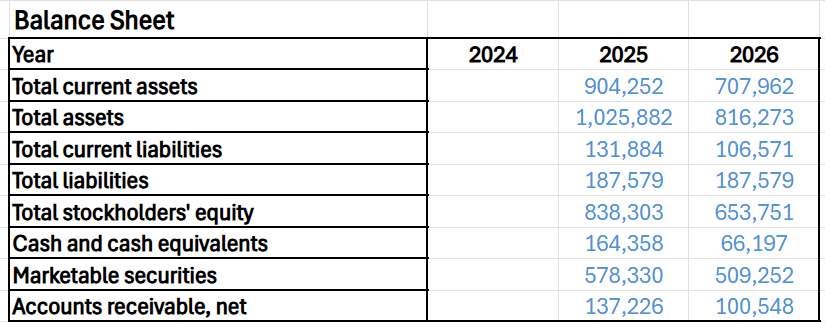 Balance Sheet
Year 2024 2025 2026
Total current assets 904,252 707,962
Total assets 1,025,882 816,273
Total current liabilities 131,884 106,571
Total liabilities 187,579 187,579
Total stockholders' equity 838,303 653,751
Cash and cash equivalents 164,358 66,197
Marketable securities 578,330 509,252
Accounts receivable, net 137,226 100,548